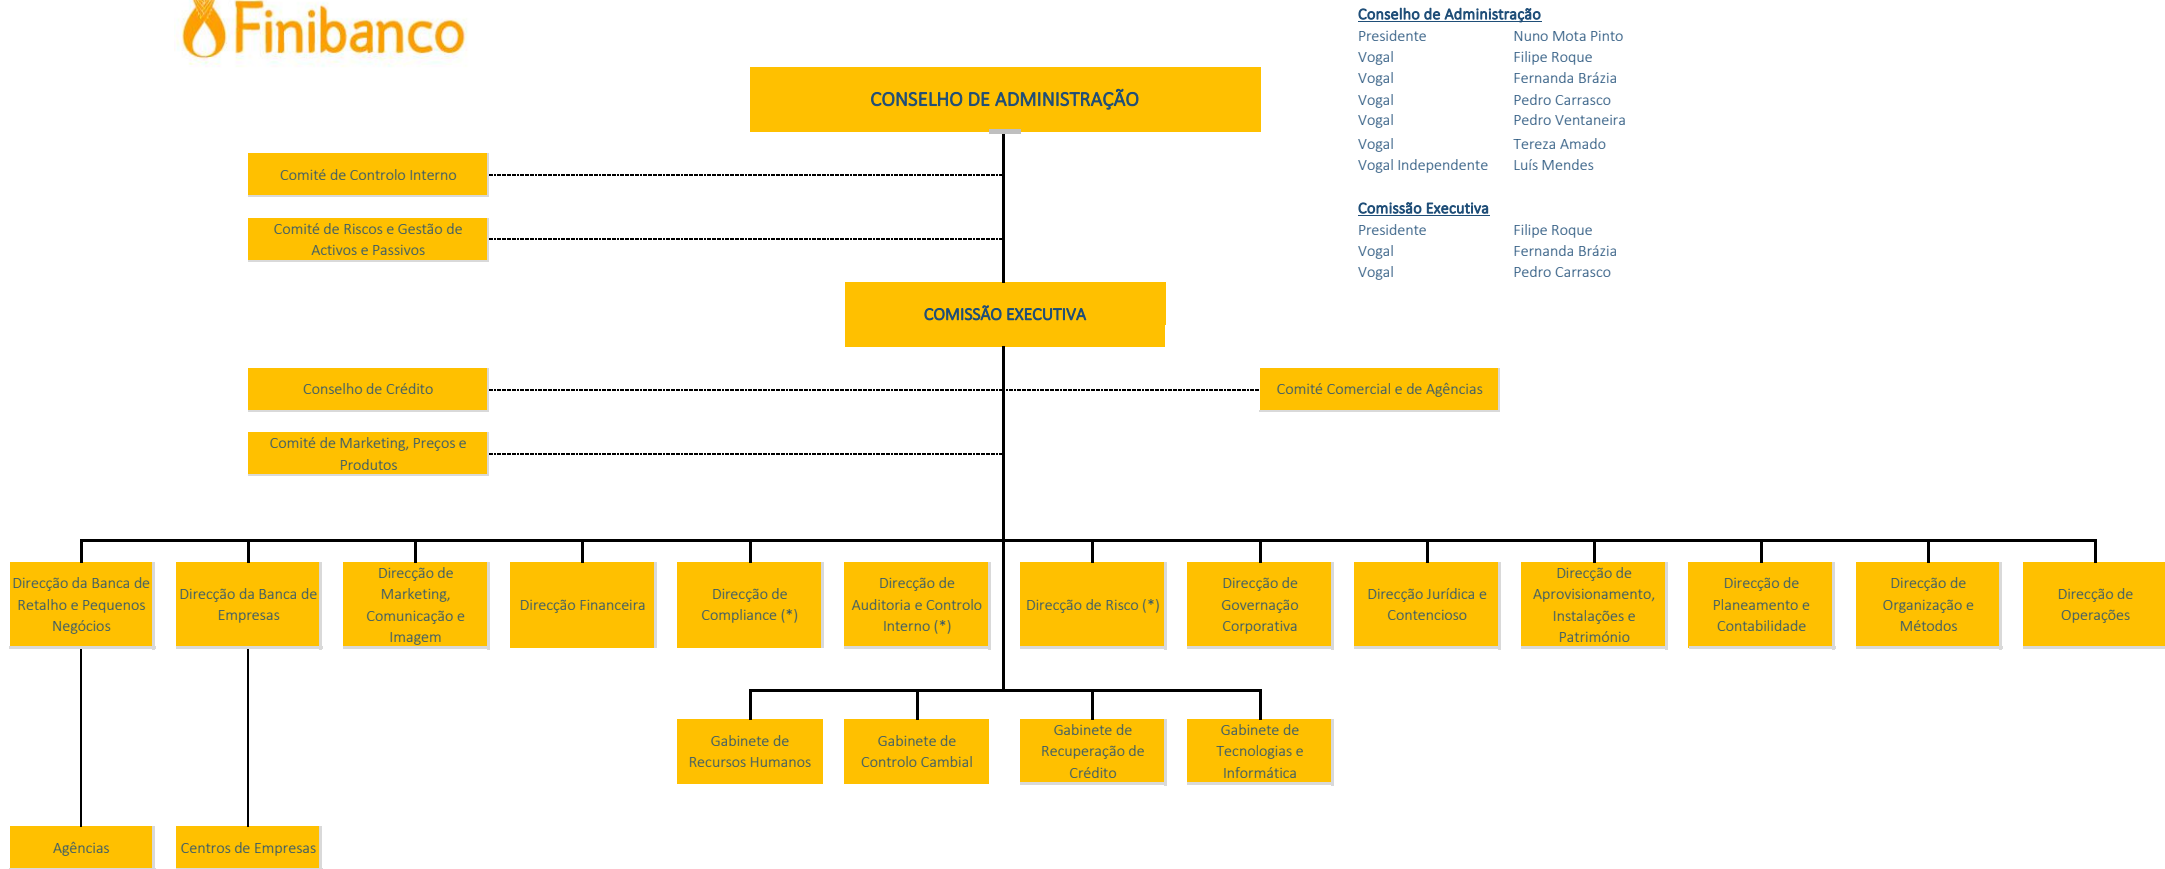 Finibanco
Conselho de Administração
Presidente Nuno Mota Pinto
Vogal Filipe Roque
Vogal Fernanda Brázia
Vogal Pedro Carrasco
Vogal Pedro Ventaneira
Vogal Tereza Amado
Vogal Independente Luís Mendes
Comissão Executiva
Presidente Filipe Roque
Vogal Fernanda Brázia
Vogal Pedro Carrasco
CONSELHO DE ADMINISTRAÇÃO
Comité de Controlo Interno
Comité de Riscos e Gestão de
Activos e Passivos
COMISSÃO EXECUTIVA
Conselho de Crédito
Comité Comercial e de Agências
Comité de Marketing, Preços e
Produtos
Direcção da Banca de
Retalho e Pequenos
Negócios
Direcção da Banca de
Empresas
Direcção de
Marketing,
Comunicação e
Imagem
Direcção Financeira
Direcção de
Compliance (*)
Direcção de
Auditoria e Controlo
Interno (*)
Direcção de Risco (*)
Direcção de
Governação
Corporativa
Direcção Jurídica e
Contencioso
Direcção de
Aprovisionamento,
Instalações e
Património
Direcção de
Planeamento e
Contabilidade
Direcção de
Organização e
Métodos
Direcção de
Operações
Gabinete de
Recursos Humanos
Gabinete de
Controlo Cambial
Gabinete de
Recuperação de
Crédito
Gabinete de
Tecnologias e
Informática
Agências
Centros de Empresas